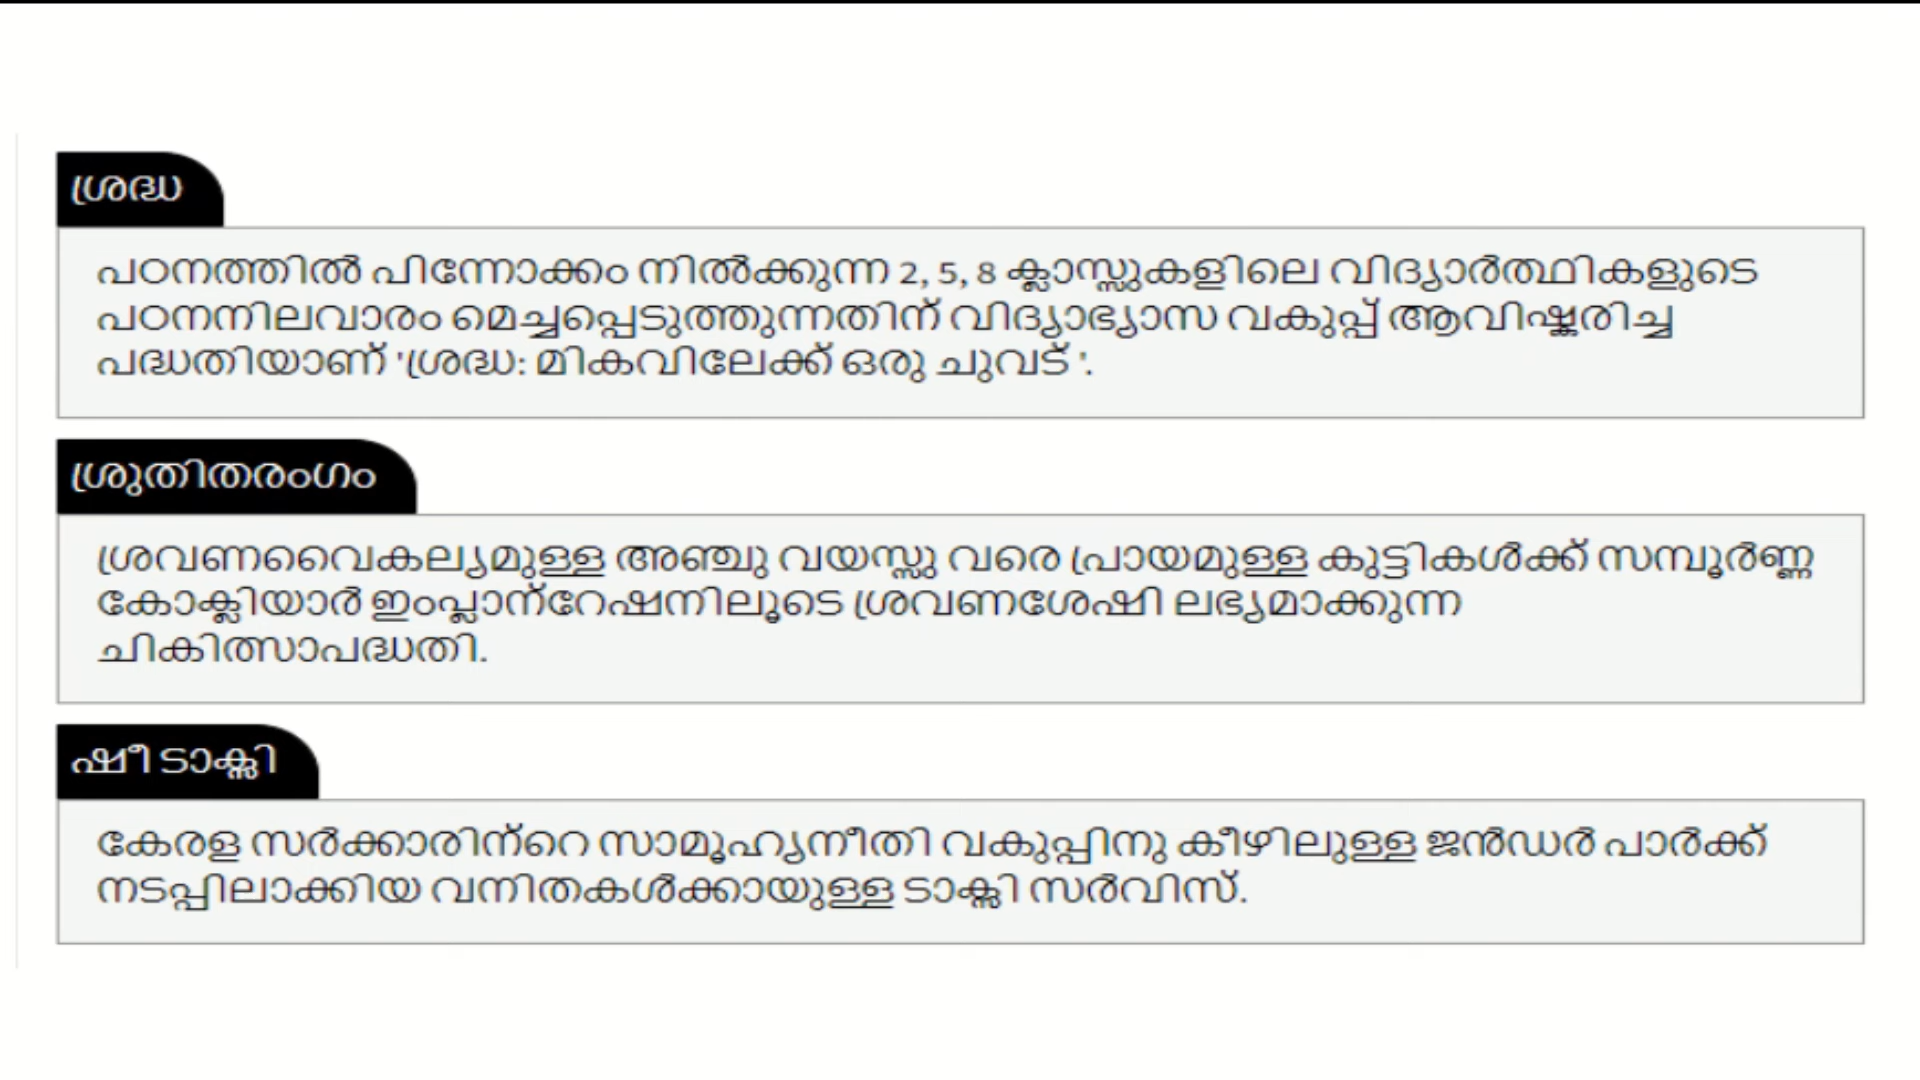 ശ്രദ്ധ
പഠനത്തിൽ പിന്നോക്കം നിൽക്കുന്ന 2, 5, 8 ക്ലാസ്സുകളിലെ വിദ്യാർത്ഥികളുടെ
പഠനനിലവാരം മെച്ചപ്പെടുത്തുന്നതിന് വിദ്യാഭ്യാസ വകുപ്പ് ആവിഷ്കരിച്ച
പദ്ധതിയാണ് 'ശ്രദ്ധ: മികവിലേക്ക് ഒരു ചുവട് '.
ശ്രുതിതരംഗം
ശ്രവണവൈകല്യമുള്ള അഞ്ചു വയസ്സു വരെ പ്രായമുള്ള കുട്ടികൾക്ക് സമ്പൂർണ്ണ
കോക്ലിയാർ ഇംപ്ലാന്റേഷനിലൂടെ ശ്രവണശേഷി ലഭ്യമാക്കുന്ന
ചികിത്സാപദ്ധതി.
ഷീ ടാക്സി
കേരള സർക്കാരിന്റെ സാമൂഹ്യനീതി വകുപ്പിനു കീഴിലുള്ള ജൻഡർ പാർക്ക്
നടപ്പിലാക്കിയ വനിതകൾക്കായുള്ള ടാക്സി സർവിസ്.